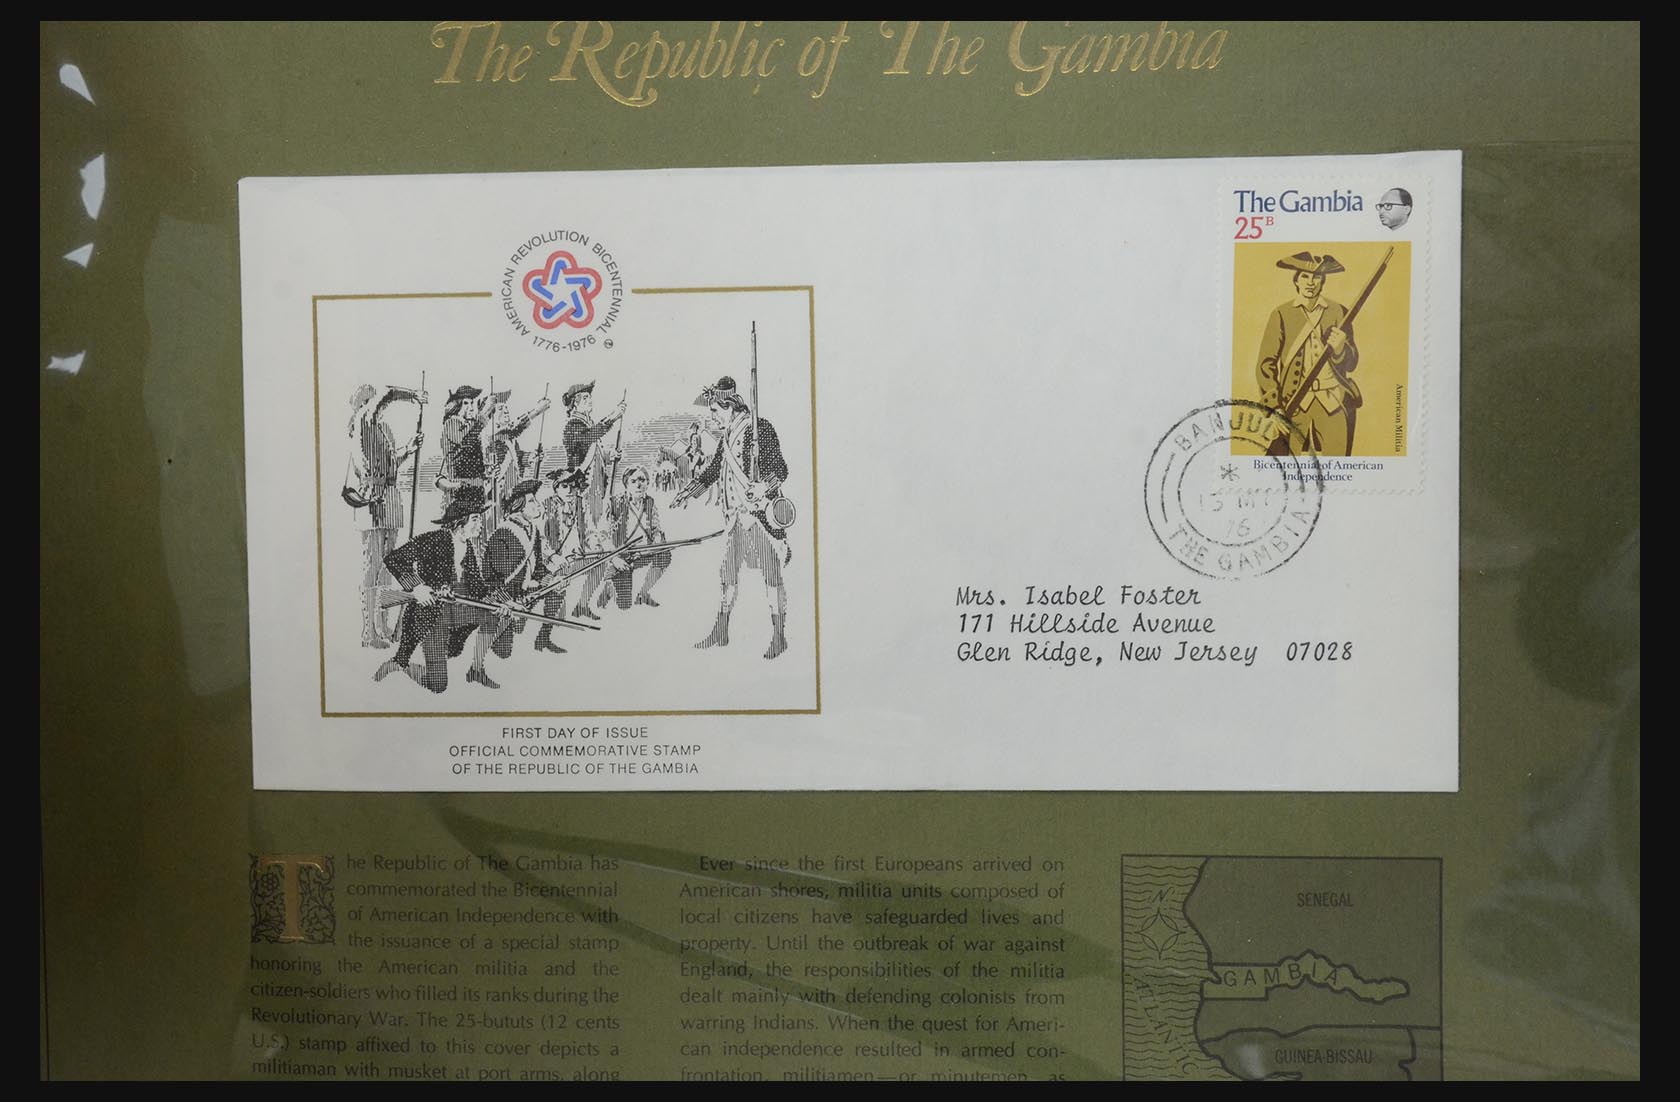 The Republic of The Gambia
AMERICAN REVOLUTION BICENTENNIAL
1776-1976
The Gambia
25B
American Militia
Bicentennial of American
Independence
BANJUL
76
THE GAMBIA
Mrs. Isabel Foster
171 Hillside Avenue
Glen Ridge, New Jersey 07028
FIRST DAY OF ISSUE
OFFICIAL COMMEMORATIVE STAMP
OF THE REPUBLIC OF THE GAMBIA
The Republic of The Gambia has
commemorated the Bicentennial
of American Independence with
the issuance of a special stamp
honoring the American militia and the
citizen-soldiers who filled its ranks during the
Revolutionary War. The 25-bututs (12 cents
U.S.) stamp affixed to this cover depicts a
militiaman with musket at port arms, along
Ever since the first Europeans arrived on
American shores, militia units composed of
local citizens have safeguarded lives and
property. Until the outbreak of war against
England, the responsibilities of the militia
dealt mainly with defending colonists from
warring Indians. When the quest for Ameri-
can independence resulted in armed con-
frontation, militiamen—or minutemen, as
N
SENEGAL
GAMBIA
ATLANTIC
GUINEA-BISSAU